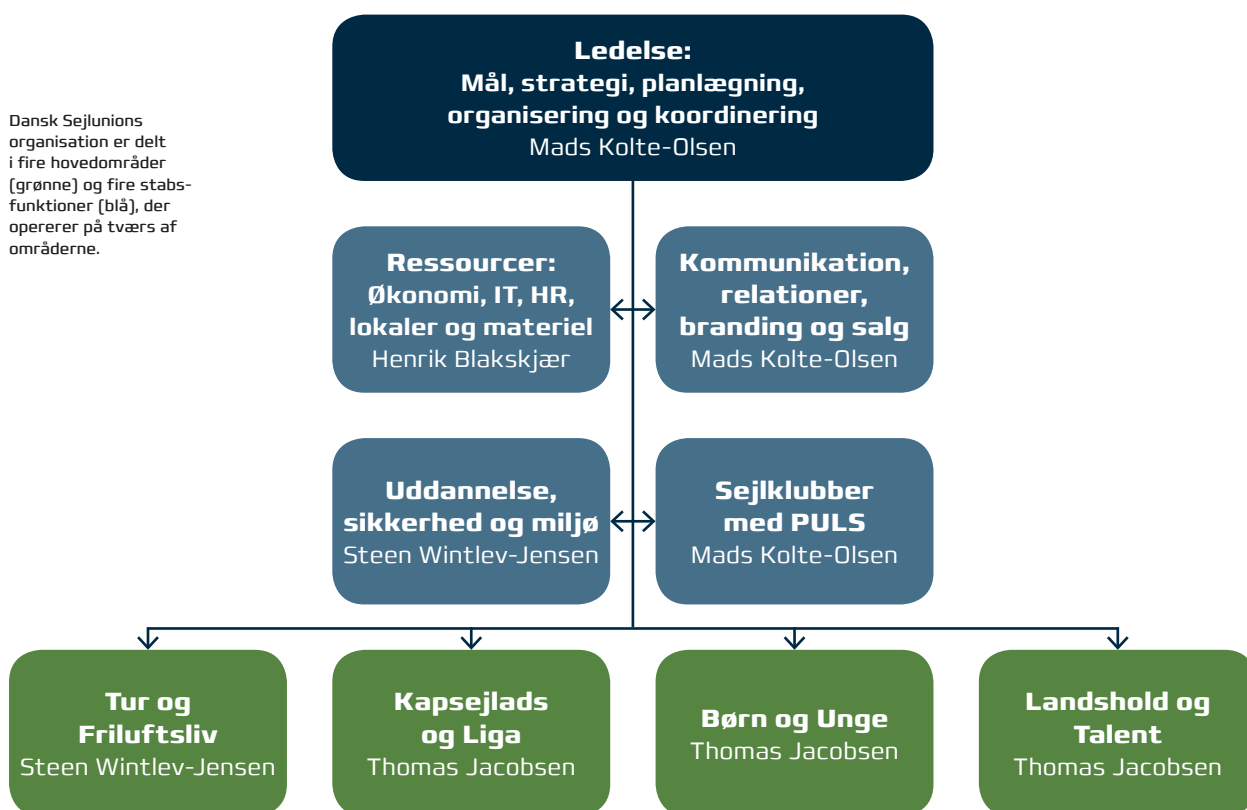 Ledelse:
Mål, strategi, planlægning,
organisering og koordinering
Mads Kolte-Olsen
Dansk Sejlunions
organisation er delt
i fire hovedområder
(grønne) og fire stabs-
funktioner (blå), der
opererer på tværs af
områderne.
Ressourcer:
Økonomi, IT, HR,
lokaler og materiel
Henrik Blakskjær
Kommunikation,
relationer,
branding og salg
Mads Kolte-Olsen
Uddannelse,
sikkerhed og miljø
Steen Wintlev-Jensen
Sejlklubber
med PULS
Mads Kolte-Olsen
Tur og
Friluftsliv
Steen Wintlev-Jensen
Kapsejlads
og Liga
Thomas Jacobsen
Børn og Unge
Thomas Jacobsen
Landshold og
Talent
Thomas Jacobsen